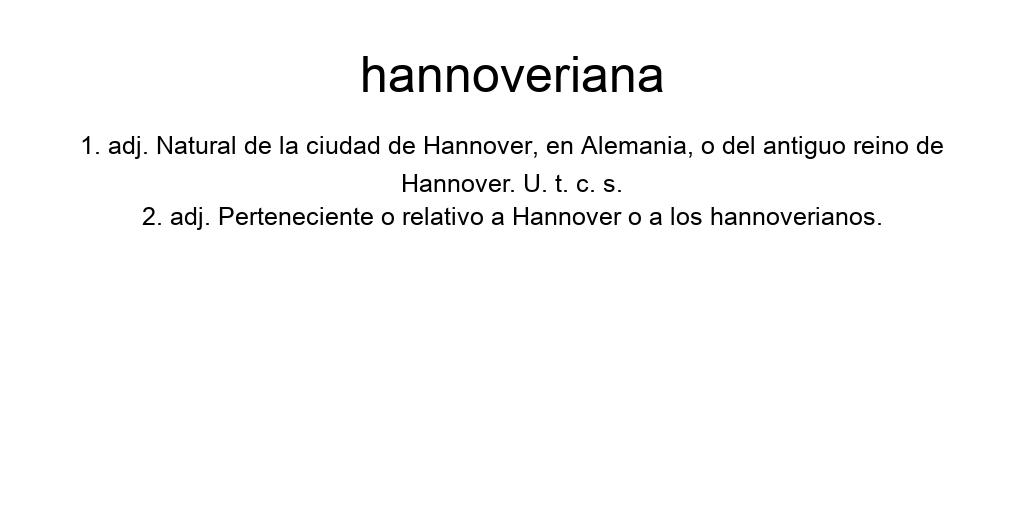 hannoveriana
1. adj. Natural de la ciudad de Hannover, en Alemania, o del antiguo reino de
Hannover. U. t. c. s.
2. adj. Perteneciente o relativo a Hannover o a los hannoverianos.